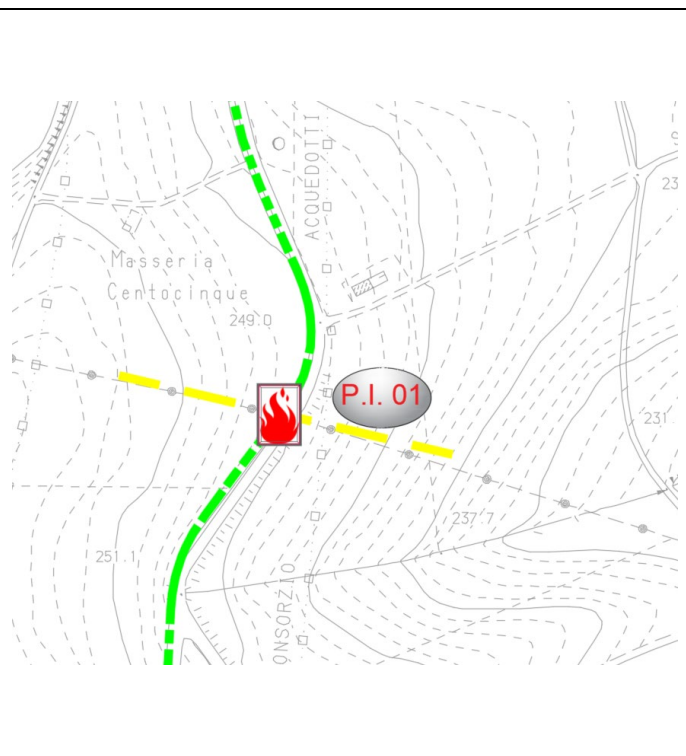 ACQUEDOTTI
23
Masseria
Centocinque
249.0
P.I. 01
231
237.7
251.1
ONSORZIO